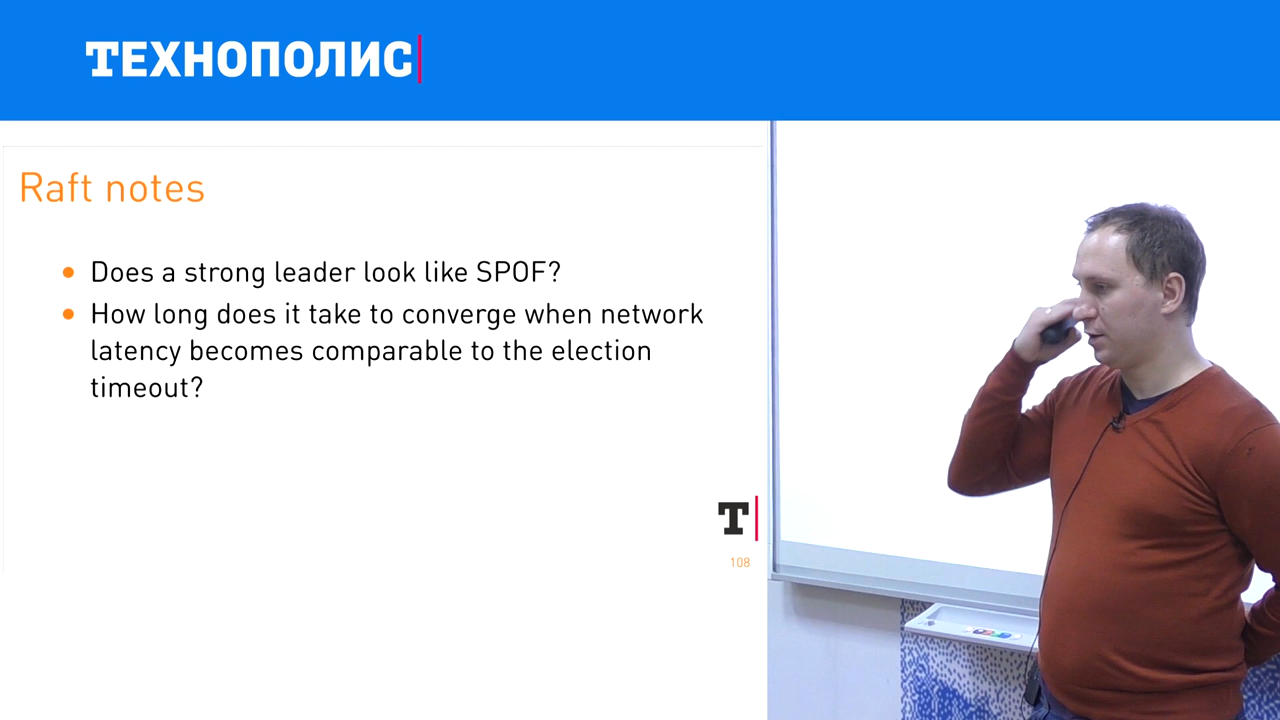 ТЕХНОПОЛИС
Raft notes
Does a strong leader look like SPOF?
How long does it take to converge when network
latency becomes comparable to the election
timeout?
T
108